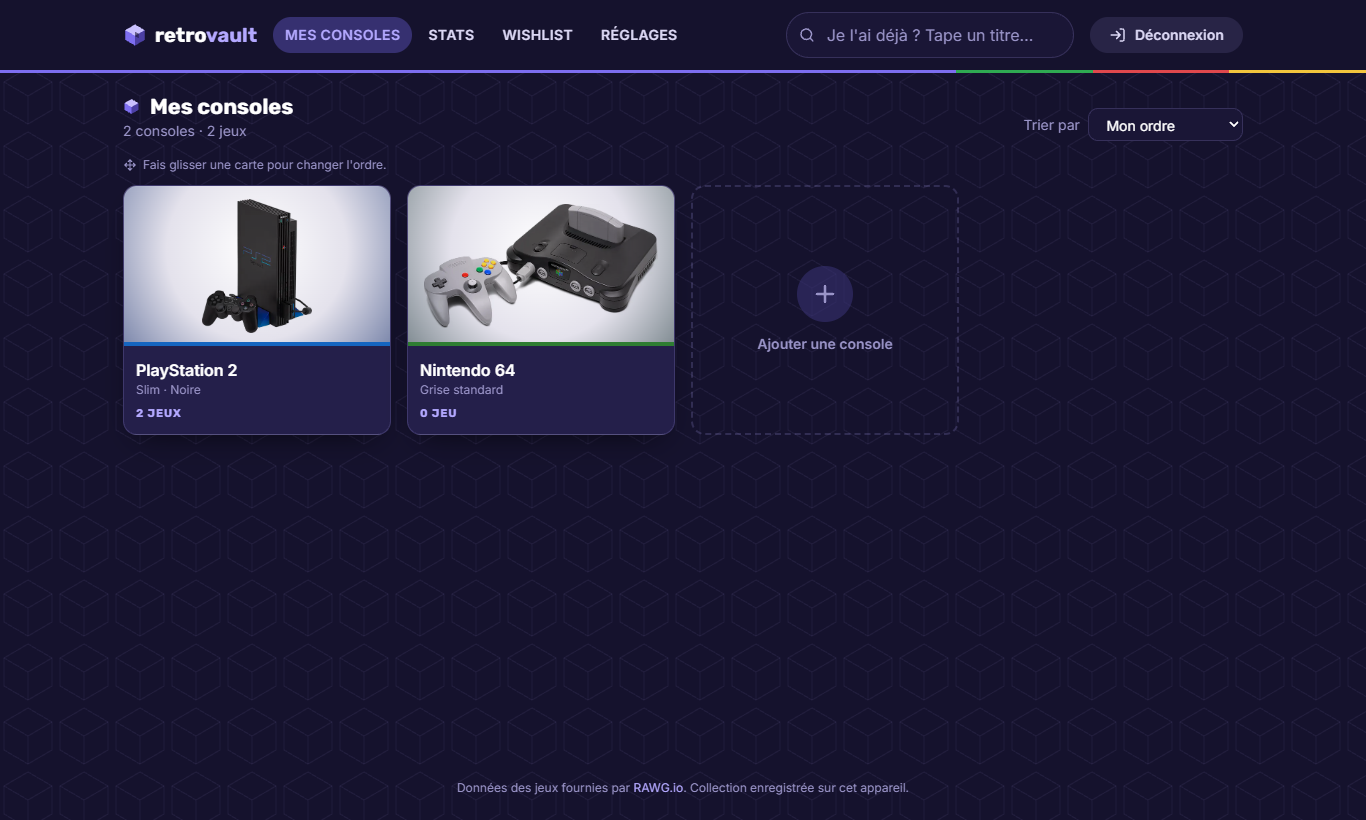 retrovault
MES CONSOLES
STATS
WISHLIST
RÉGLAGES
Je l'ai déjà ? Tape un titre...
Déconnexion
Mes consoles
2 consoles · 2 jeux
Trier par
Mon ordre
Fais glisser une carte pour changer l'ordre.
PlayStation 2
Slim · Noire
2 JEUX
Nintendo 64
Grise standard
0 JEU
Ajouter une console
Données des jeux fournies par RAWG.io. Collection enregistrée sur cet appareil.